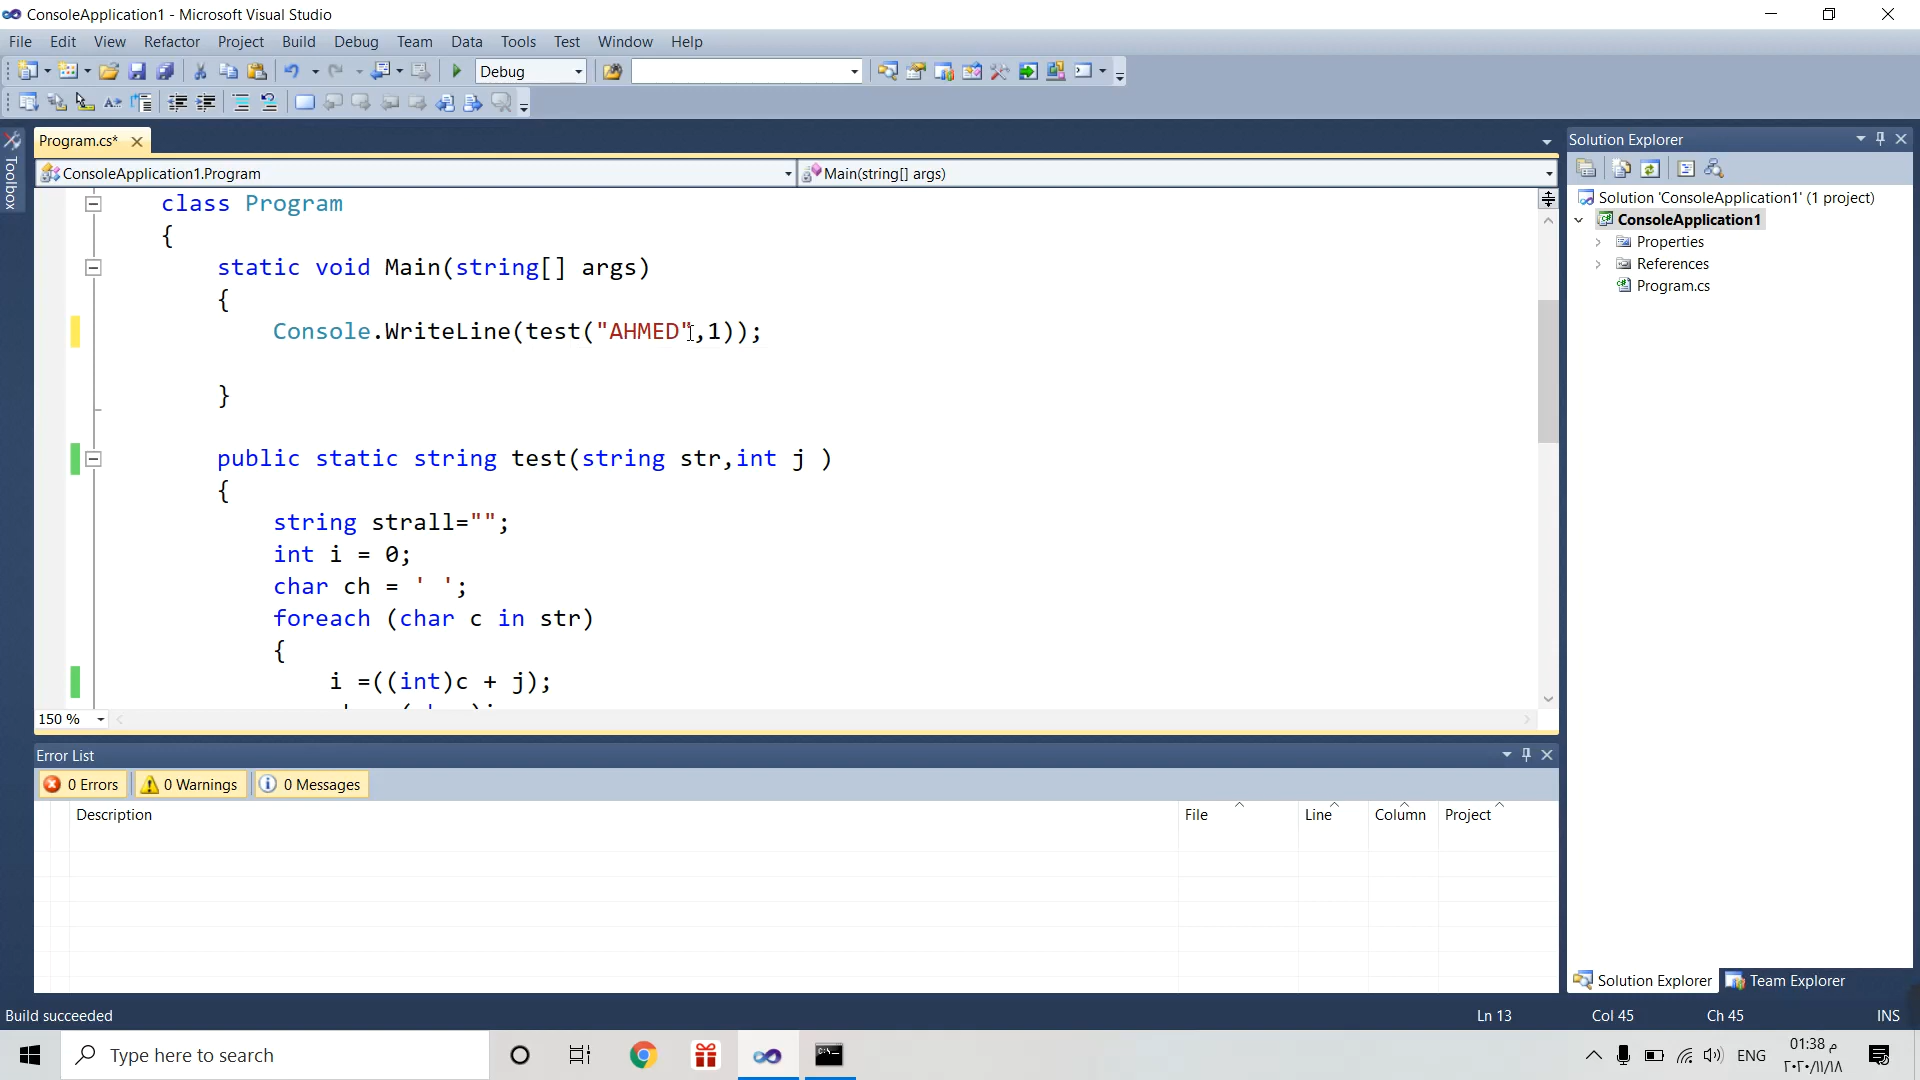 ConsoleApplication1 - Microsoft Visual Studio
File Edit View Refactor Project Build Debug Team Data Tools Test Window Help
Debug
Toolbox
Program.cs*
ConsoleApplication1.Program
Main(string[] args)
class Program
{
static void Main(string[] args)
{
Console.WriteLine(test("AHMED",1));
}
public static string test(string str,int j )
{
string strall="";
int i = 0;
char ch = ' ';
foreach (char c in str)
{
i =((int)c + j);
150 %
Error List
0 Errors
0 Warnings
0 Messages
Description File Line Column Project
Solution Explorer
Solution 'ConsoleApplication1' (1 project)
ConsoleApplication1
Properties
References
Program.cs
Solution Explorer
Team Explorer
Build succeeded
Ln 13 Col 45 Ch 45 INS
Type here to search
ENG
01:38 م
٢٠٢٠/١١/١٨